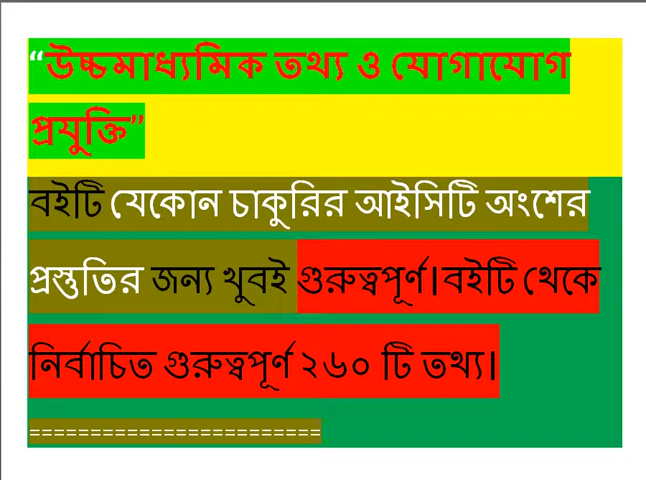 “উচ্চমাধ্যমিক তথ্য ও যোগাযোগ
প্রযুক্তি”
বইটি যেকোন চাকুরির আইসিটি অংশের
প্রস্তুতির জন্য খুবই গুরুত্বপূর্ণ।বইটি থেকে
নির্বাচিত গুরুত্বপূর্ণ ২৬০ টি তথ্য।
========================